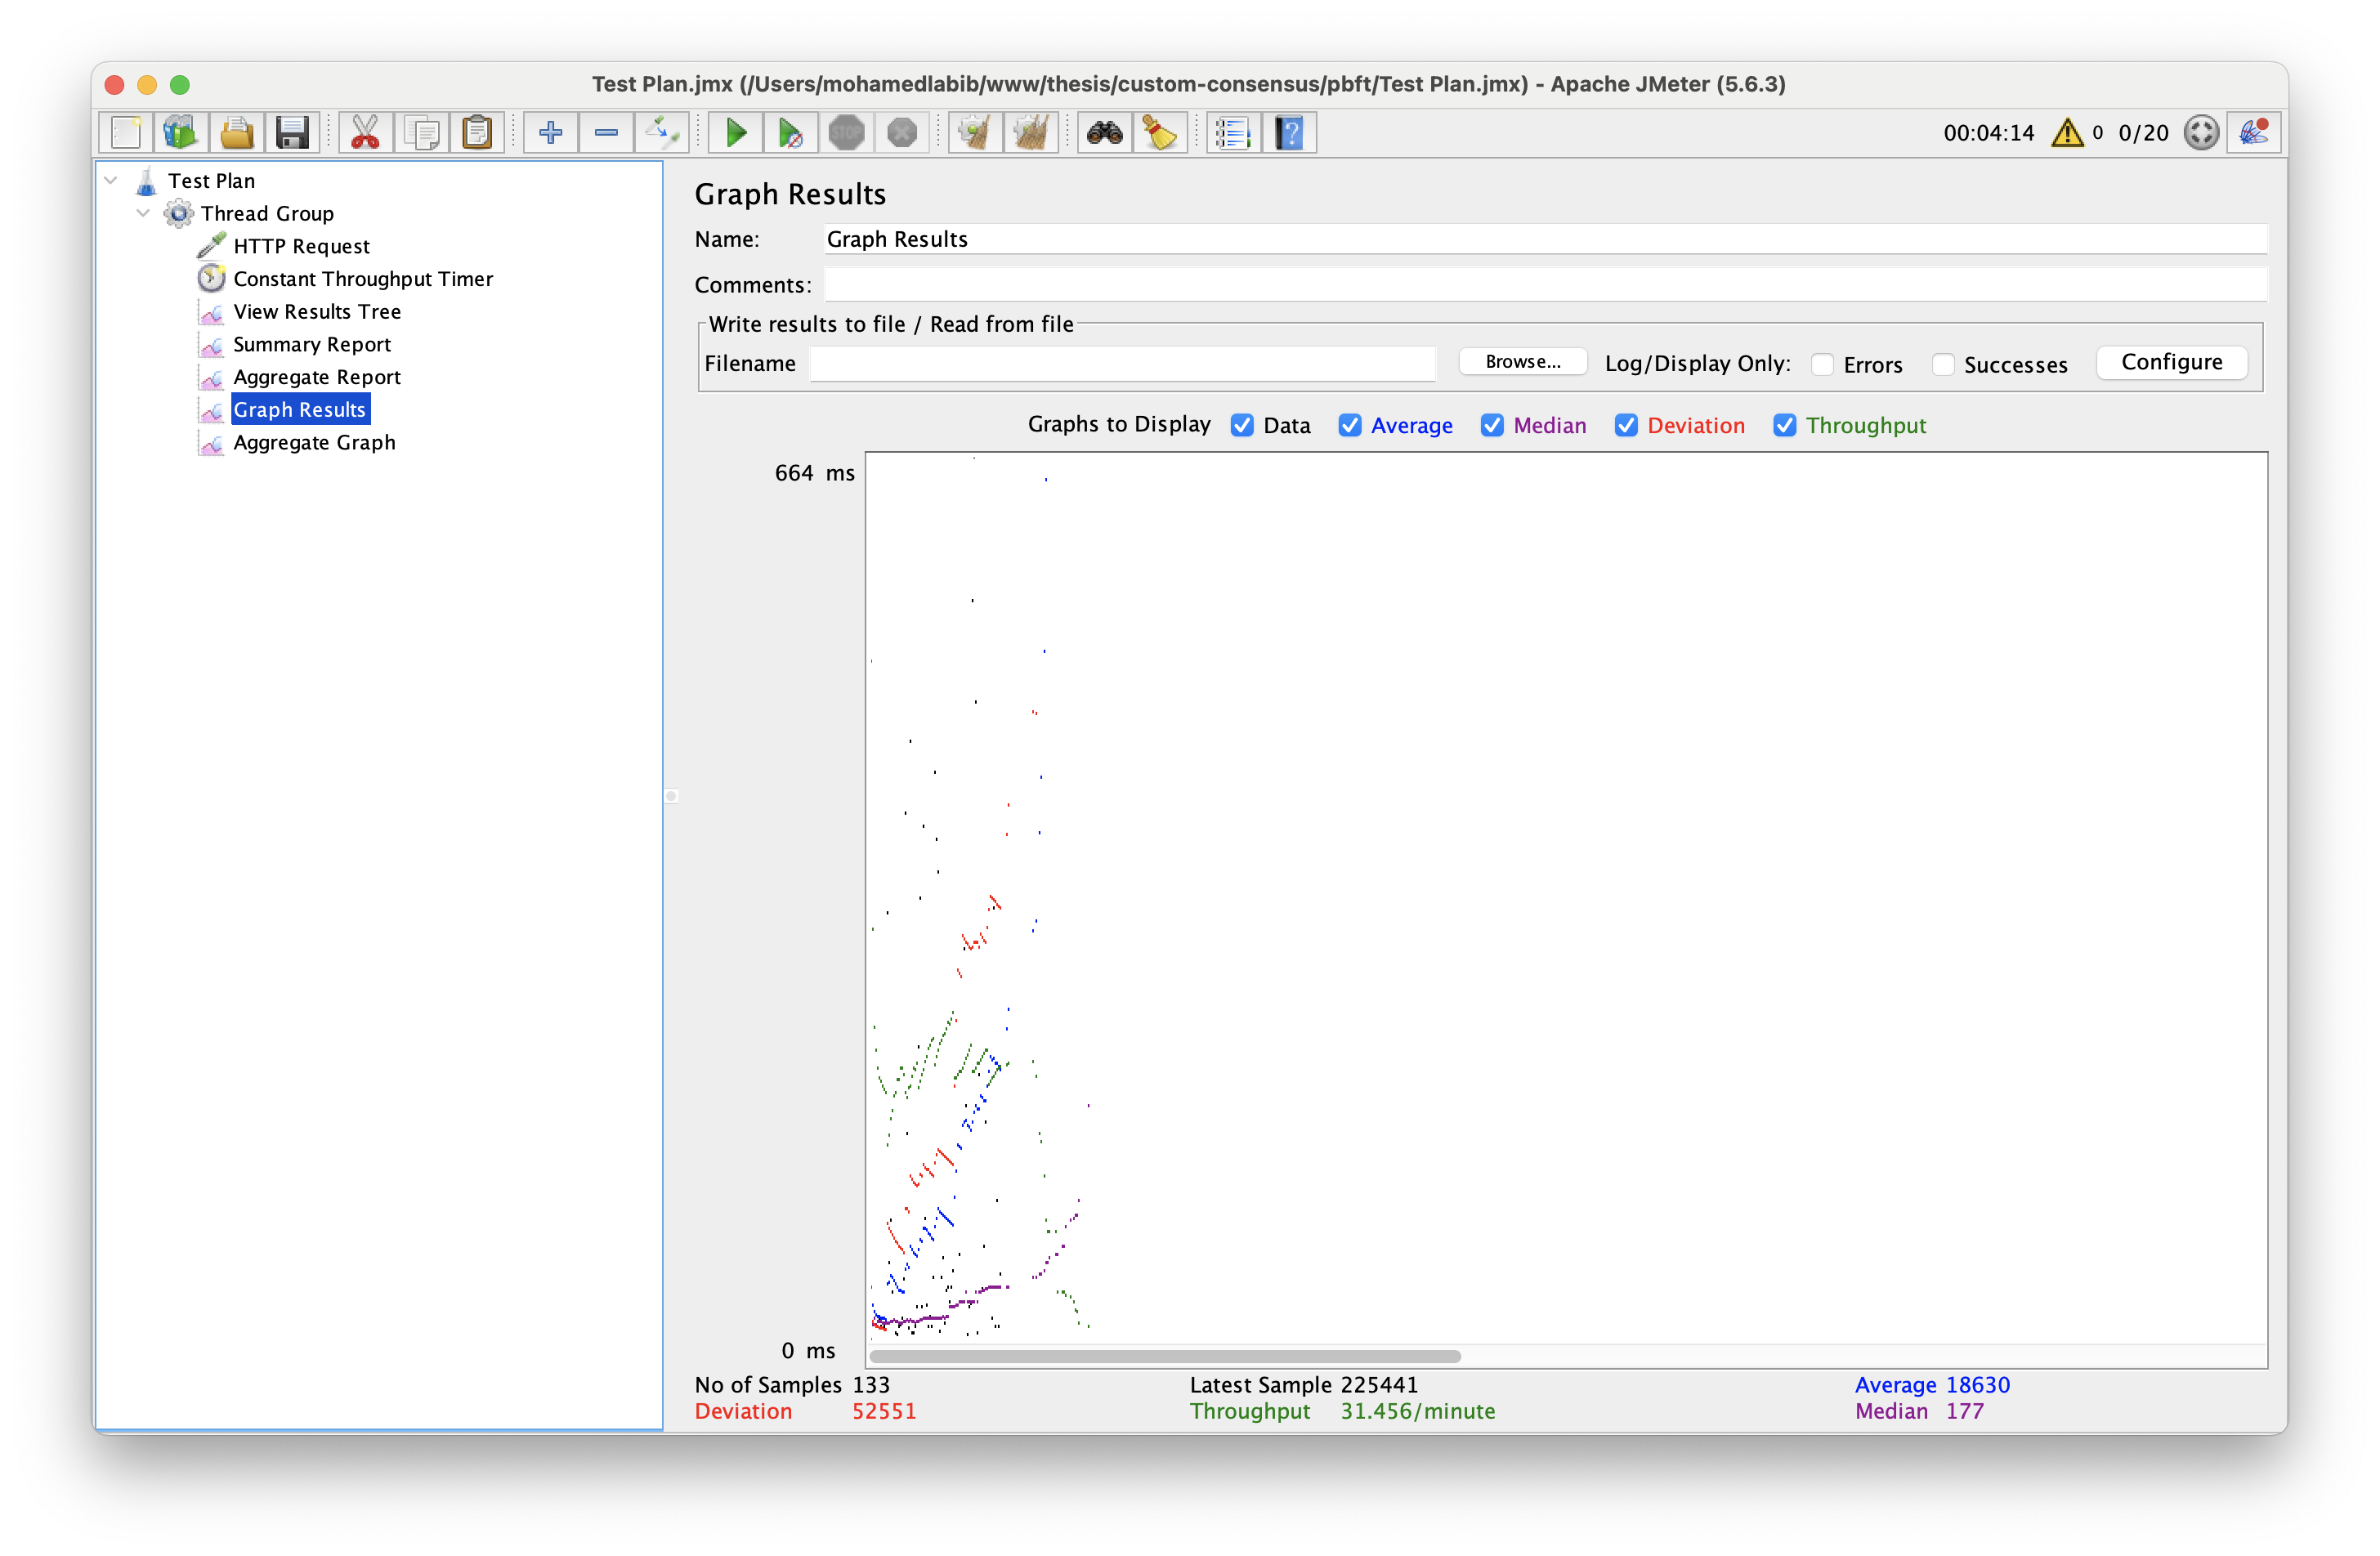 Test Plan.jmx (/Users/mohamedlabib/www/thesis/custom-consensus/pbft/Test Plan.jmx) - Apache JMeter (5.6.3)
STOP
00:04:14 0 0/20
Test Plan
Thread Group
HTTP Request
Constant Throughput Timer
View Results Tree
Summary Report
Aggregate Report
Graph Results
Aggregate Graph
Graph Results
Name: Graph Results
Comments:
Write results to file / Read from file
Filename Browse... Log/Display Only: Errors Successes Configure
Graphs to Display Data Average Median Deviation Throughput
664 ms
0 ms
No of Samples 133 Latest Sample 225441 Average 18630
Deviation 52551 Throughput 31.456/minute Median 177